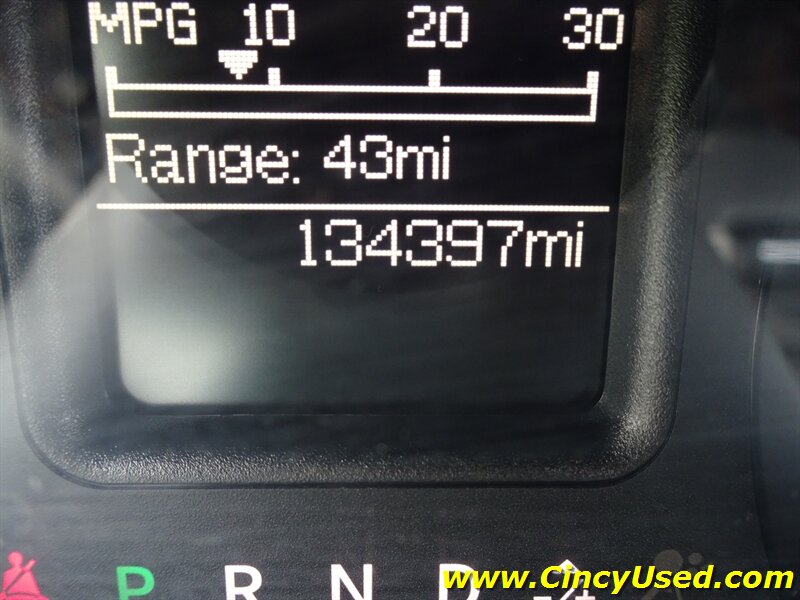 MPG 10 20 30
Range: 43mi
134397mi
P R N D
www.CincyUsed.com